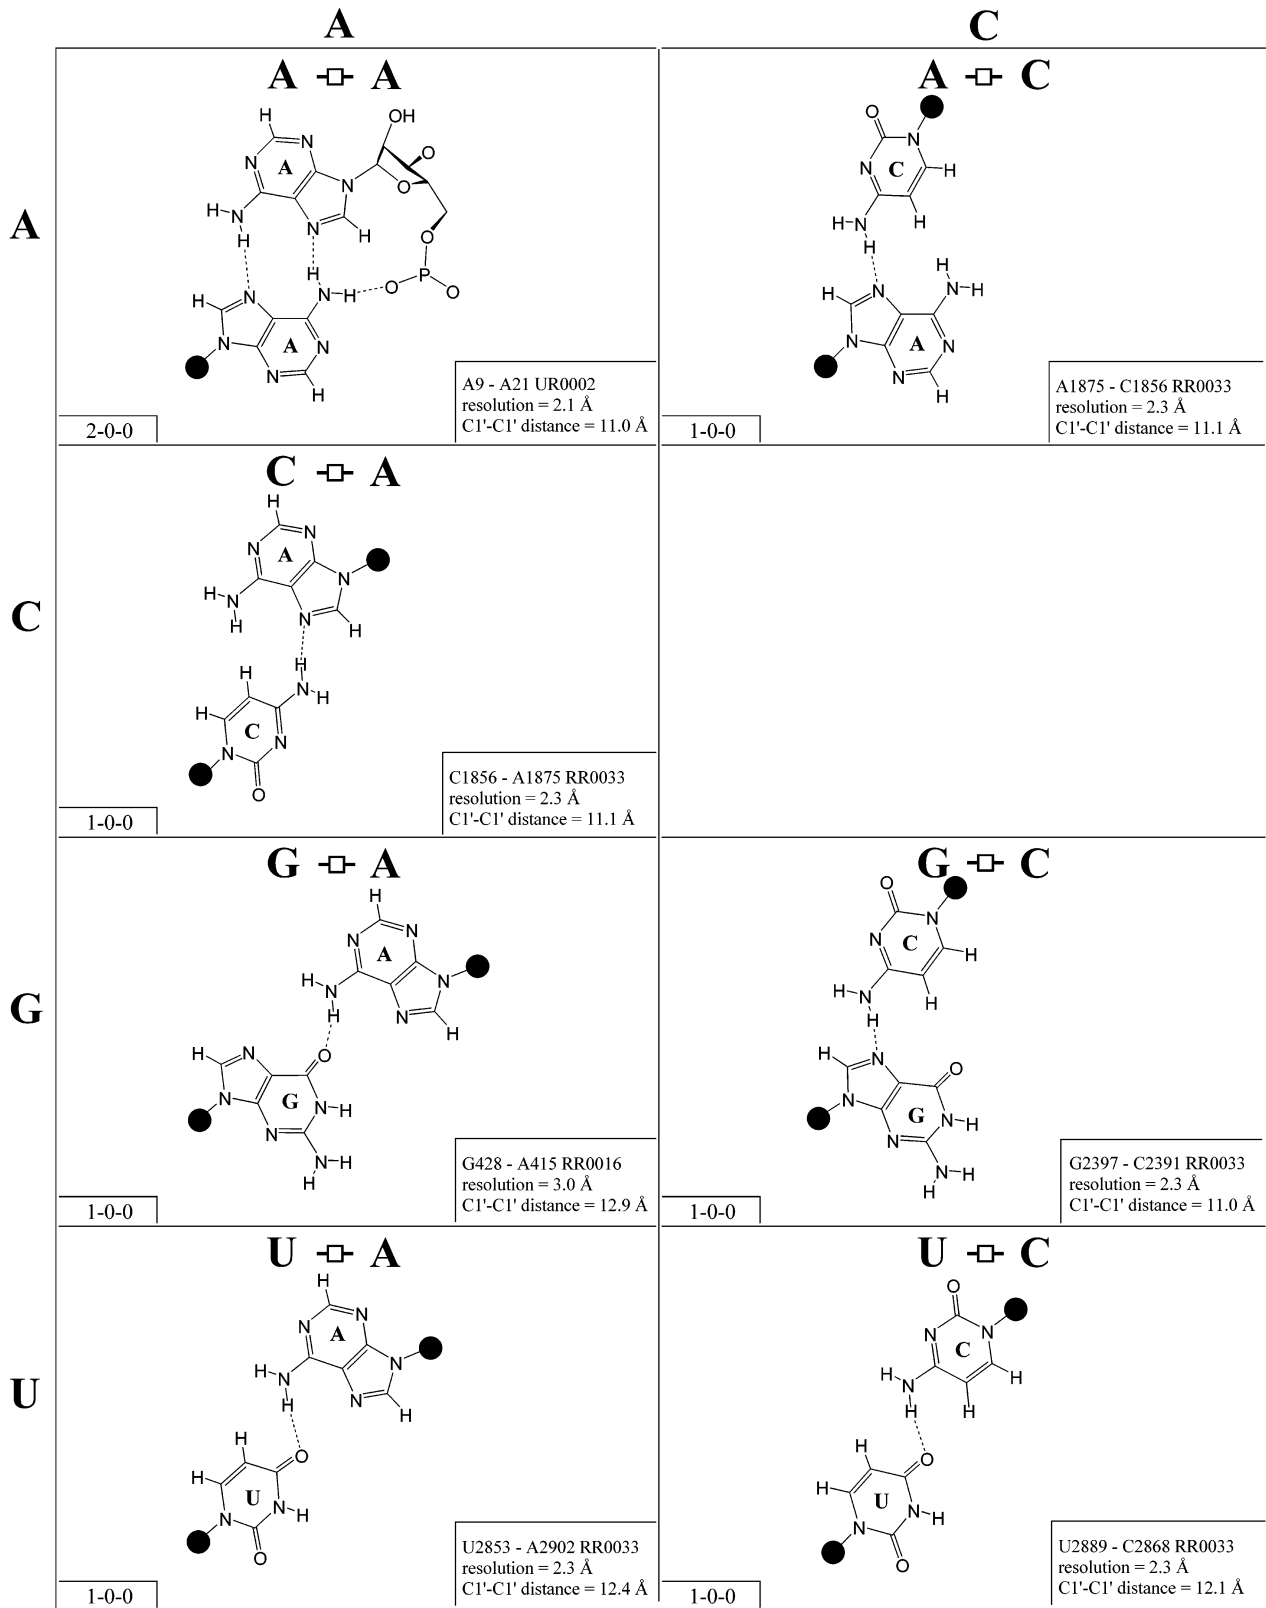 A C
A -□- A
A -□- C
A
H
OH
N
N
A
O
N
O
H N
H
N
H
O
H
N H
O
P
O
H
N
N
A
N
N
H
A9 - A21 UR0002
resolution = 2.1 Å
C1'-C1' distance = 11.0 Å
2-0-0
O
N
N
C
H
H N
H
H
H
N
N H
H
N
A
N
N
H
A1875 - C1856 RR0033
resolution = 2.3 Å
C1'-C1' distance = 11.1 Å
1-0-0
C
C -□- A
H
N
N
A
N
H N
H
N
H
H
H
N H
H
C
N
N
O
C1856 - A1875 RR0033
resolution = 2.3 Å
C1'-C1' distance = 11.1 Å
1-0-0
G
G -□- A
H
N
N
A
N
H N
H
N
H
O
H
N
N
G
N H
N
N H
H
G428 - A415 RR0016
resolution = 3.0 Å
C1'-C1' distance = 12.9 Å
1-0-0
G -□- C
O
N
N
C
H
H N
H
H
H
N
O
N
G
N H
N
N H
H
G2397 - C2391 RR0033
resolution = 2.3 Å
C1'-C1' distance = 11.0 Å
1-0-0
U
U -□- A
H
N
N
A
N
H N
H
N
H
H
O
H
U
N
N H
O
U2853 - A2902 RR0033
resolution = 2.3 Å
C1'-C1' distance = 12.4 Å
1-0-0
U -□- C
O
N
N
C
H
H N
H
H
H
O
H
U
N
N H
O
U2889 - C2868 RR0033
resolution = 2.3 Å
C1'-C1' distance = 12.1 Å
1-0-0